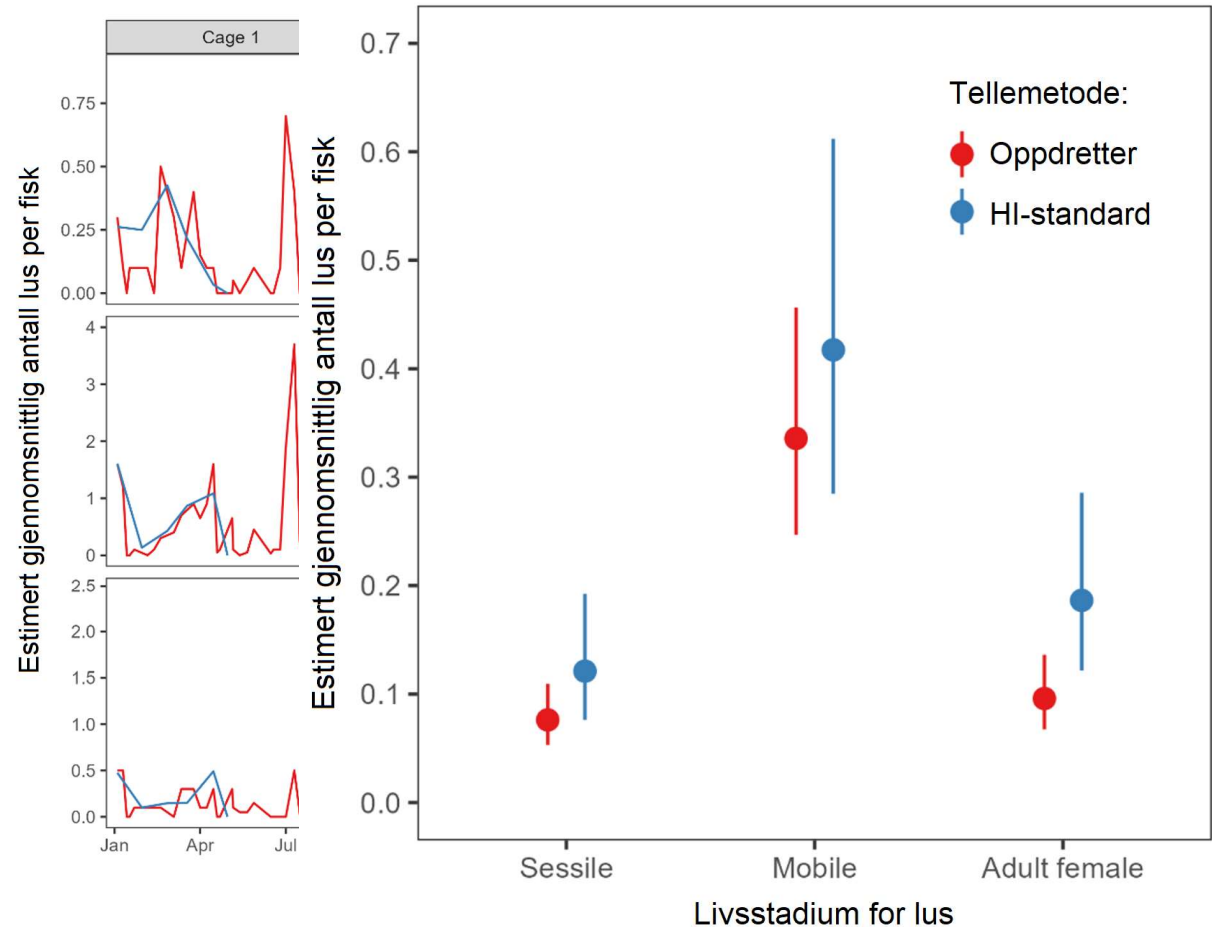 Cage 1
Estimert gjennomsnittlig antall lus per fisk
0.75
0.50
0.25
0.00
4
3
2
1
0
2.5
2.0
1.5
1.0
0.5
0.0
Jan Apr Jul
Estimert gjennomsnittlig antall lus per fisk
0.7
0.6
0.5
0.4
0.3
0.2
0.1
0.0
Tellemetode:
Oppdretter
HI-standard
Sessile Mobile Adult female
Livsstadium for lus